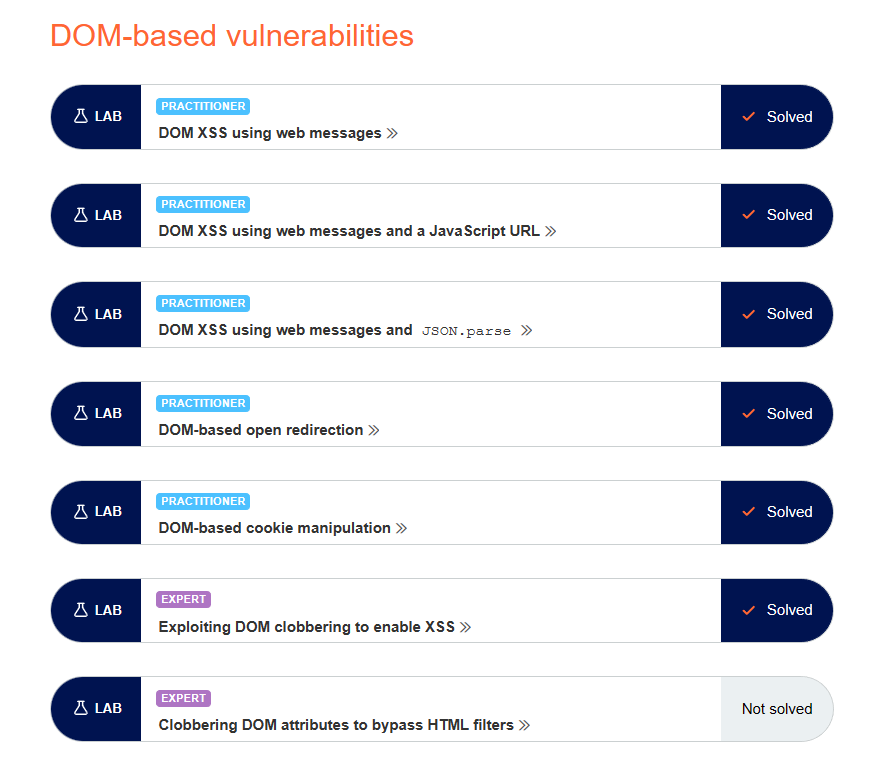 DOM-based vulnerabilities
LAB
PRACTITIONER
DOM XSS using web messages
Solved
LAB
PRACTITIONER
DOM XSS using web messages and a JavaScript URL
Solved
LAB
PRACTITIONER
DOM XSS using web messages and JSON.parse
Solved
LAB
PRACTITIONER
DOM-based open redirection
Solved
LAB
PRACTITIONER
DOM-based cookie manipulation
Solved
LAB
EXPERT
Exploiting DOM clobbering to enable XSS
Solved
LAB
EXPERT
Clobbering DOM attributes to bypass HTML filters
Not solved